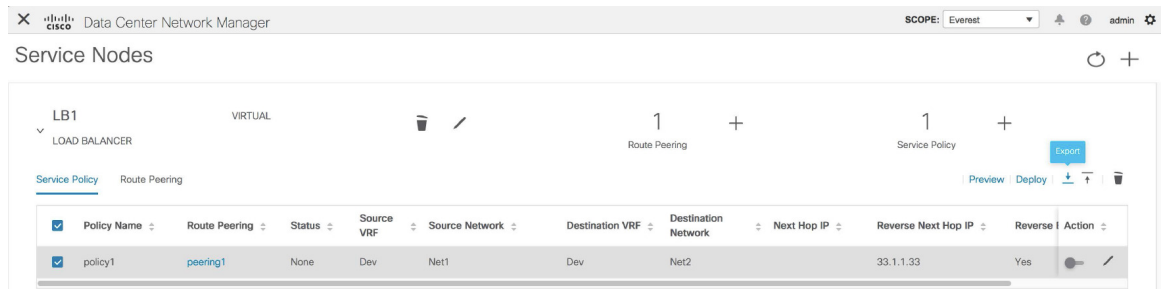 cisco Data Center Network Manager SCOPE: Everest admin
Service Nodes
LB1 VIRTUAL 1 1
LOAD BALANCER Route Peering Service Policy
Export
Service Policy Route Peering Preview Deploy
Policy Name Route Peering Status Source VRF Source Network Destination VRF Destination Network Next Hop IP Reverse Next Hop IP Reverse Action
policy1 peering1 None Dev Net1 Dev Net2 33.1.1.33 Yes